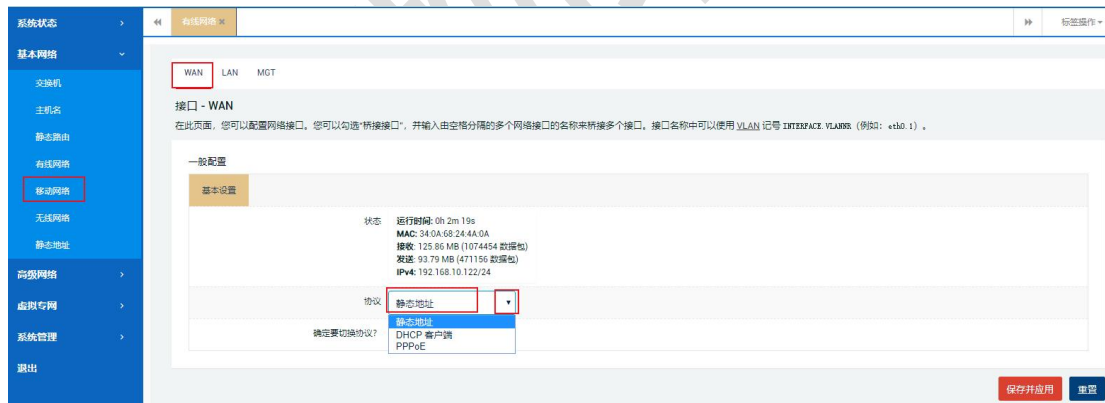 系统状态
基本网络
交换机
主机名
静态路由
有线网络
移动网络
无线网络
静态地址
高级网络
虚拟专网
系统管理
退出
有线网络
标签操作
WAN LAN MGT
接口 - WAN
在此页面，您可以配置网络接口。您可以勾选“桥接接口”，并输入由空格分隔的多个网络接口的名称来桥接多个接口。接口名称中可以使用 VLAN 记号 INTERFACE.VLANNR（例如：eth0.1）。
一般配置
基本设置
状态 运行时间: 0h 2m 19s
MAC: 34:0A:68:24:4A:0A
接收: 125.86 MB (1074454 数据包)
发送: 93.79 MB (471156 数据包)
IPv4: 192.168.10.122/24
协议 静态地址
静态地址
确定要切换协议? DHCP 客户端
PPPoE
保存并应用 重置